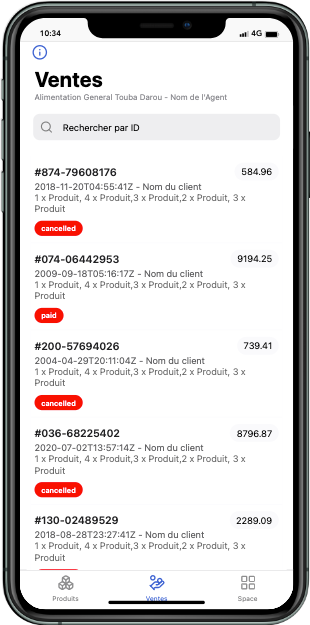 10:34
4G
Ventes
Alimentation General Touba Darou - Nom de l'Agent
Rechercher par ID
#874-79608176 584.96
2018-11-20T04:55:41Z - Nom du client
1 x Produit, 4 x Produit,3 x Produit,2 x Produit, 3 x
Produit
cancelled
#074-06442953 9194.25
2009-09-18T05:16:17Z - Nom du client
1 x Produit, 4 x Produit,3 x Produit,2 x Produit, 3 x
Produit
paid
#200-57694026 739.41
2004-04-29T20:11:04Z - Nom du client
1 x Produit, 4 x Produit,3 x Produit,2 x Produit, 3 x
Produit
cancelled
#036-68225402 8796.87
2020-07-02T13:57:14Z - Nom du client
1 x Produit, 4 x Produit,3 x Produit,2 x Produit, 3 x
Produit
cancelled
#130-02489529 2289.09
2018-08-28T23:27:41Z - Nom du client
1 x Produit, 4 x Produit,3 x Produit,2 x Produit, 3 x
Produit
Produits Ventes Space